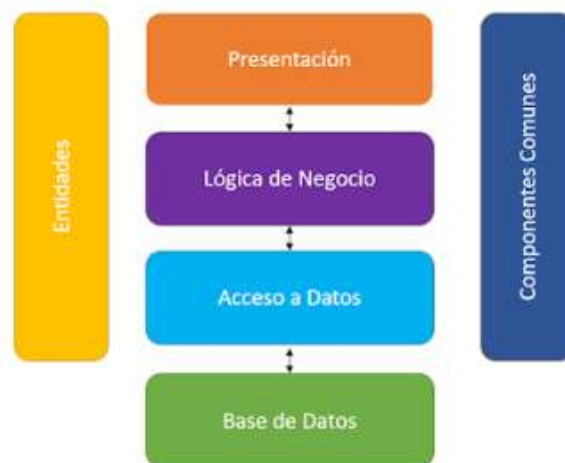 Entidades
Presentación
Lógica de Negocio
Acceso a Datos
Base de Datos
Componentes Comunes